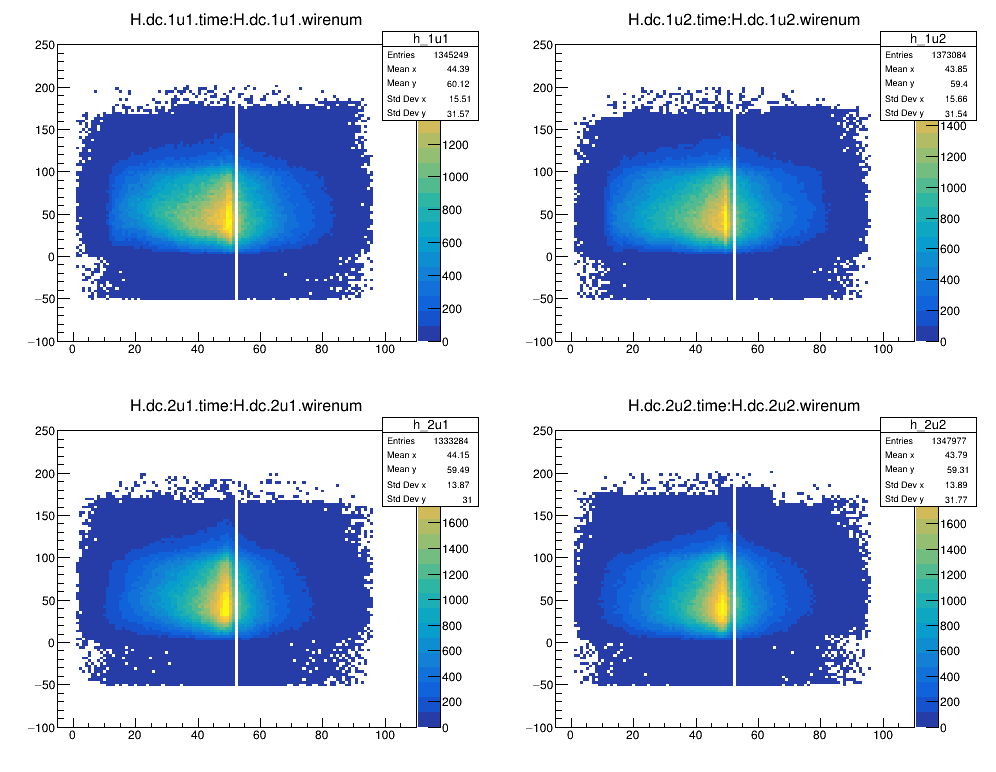 H.dc.1u1.time:H.dc.1u1.wirenum
h_1u1
Entries 1345249
Mean x 44.39
Mean y 60.12
Std Dev x 15.51
Std Dev y 31.57
250
200
150
100
50
0
−50
−100
0 20 40 60 80 100
1200
1000
800
600
400
200
0
H.dc.1u2.time:H.dc.1u2.wirenum
h_1u2
Entries 1373084
Mean x 43.85
Mean y 59.4
Std Dev x 15.66
Std Dev y 31.54
250
200
150
100
50
0
−50
−100
0 20 40 60 80 100
1400
1200
1000
800
600
400
200
0
H.dc.2u1.time:H.dc.2u1.wirenum
h_2u1
Entries 1333284
Mean x 44.15
Mean y 59.49
Std Dev x 13.87
Std Dev y 31
250
200
150
100
50
0
−50
−100
0 20 40 60 80 100
1600
1400
1200
1000
800
600
400
200
0
H.dc.2u2.time:H.dc.2u2.wirenum
h_2u2
Entries 1347977
Mean x 43.79
Mean y 59.31
Std Dev x 13.89
Std Dev y 31.77
250
200
150
100
50
0
−50
−100
0 20 40 60 80 100
1600
1400
1200
1000
800
600
400
200
0